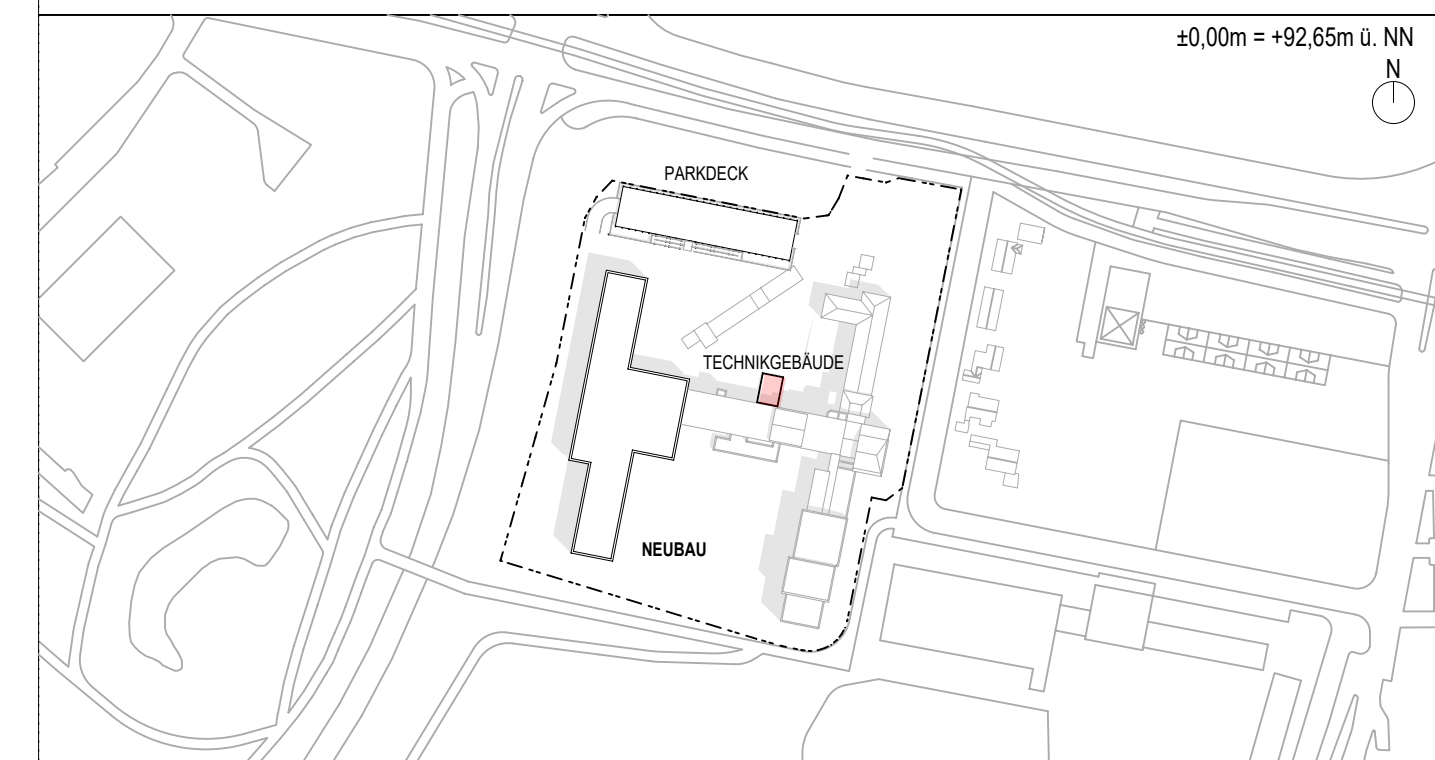 ±0,00m = +92,65m ü. NN
N
PARKDECK
TECHNIKGEBÄUDE
NEUBAU